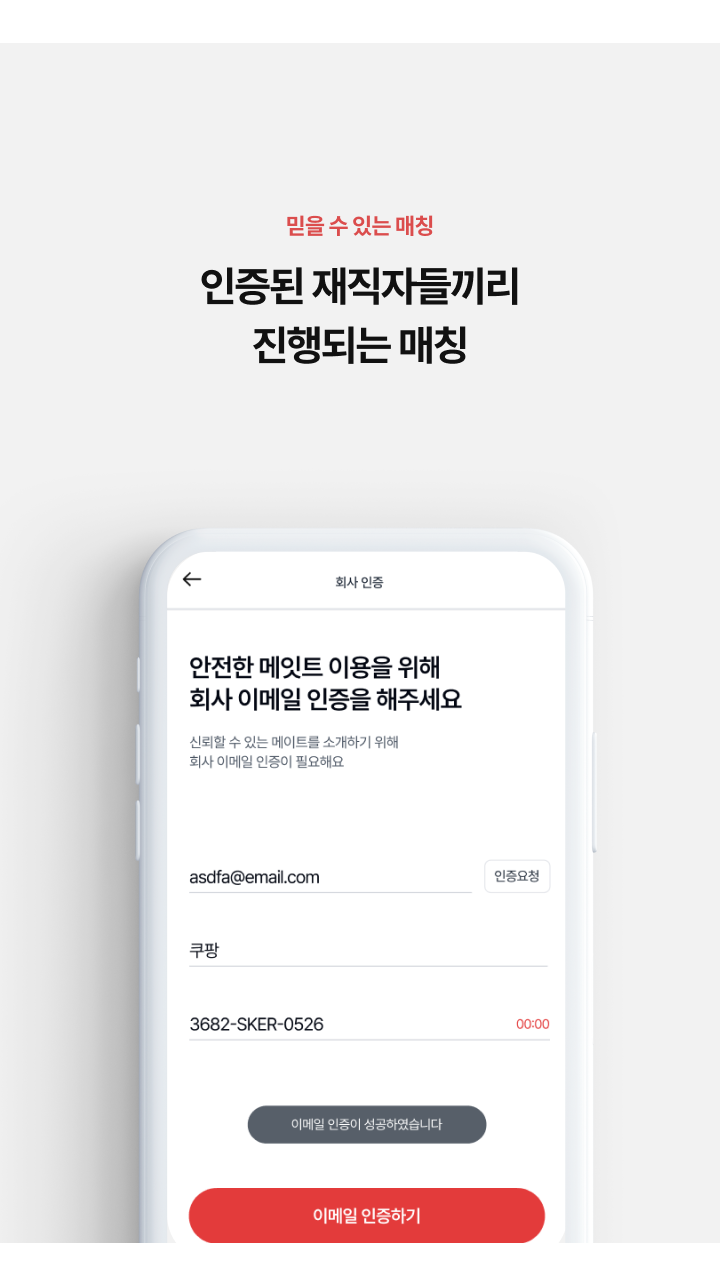 믿을 수 있는 매칭
인증된 재직자들끼리
진행되는 매칭
회사 인증
안전한 메잇트 이용을 위해
회사 이메일 인증을 해주세요
신뢰할 수 있는 메이트를 소개하기 위해
회사 이메일 인증이 필요해요
asdfa@email.com
인증요청
쿠팡
3682-SKER-0526
00:00
이메일 인증이 성공하였습니다
이메일 인증하기